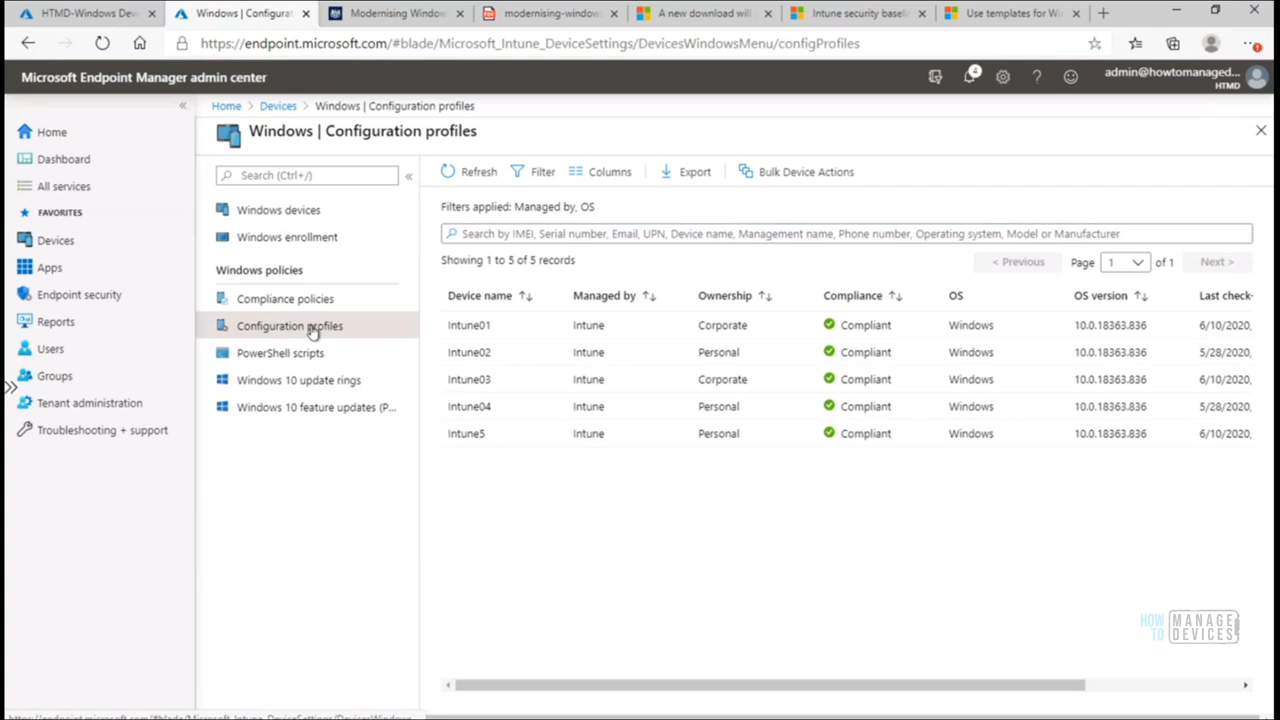 HTMD-Windows Devi
Windows | Configurat
Modernising Window
modernising-window
A new download will
Intune security baseli
Use templates for Wi
https://endpoint.microsoft.com/#blade/Microsoft_Intune_DeviceSettings/DevicesWindowsMenu/configProfiles
Microsoft Endpoint Manager admin center
4
admin@howtomanaged...
HTMD
Home > Devices > Windows | Configuration profiles
Windows | Configuration profiles
Home
Dashboard
All services
FAVORITES
Devices
Apps
Endpoint security
Reports
Users
Groups
Tenant administration
Troubleshooting + support
Search (Ctrl+/)
Windows devices
Windows enrollment
Windows policies
Compliance policies
Configuration profiles
PowerShell scripts
Windows 10 update rings
Windows 10 feature updates (P...
Refresh Filter Columns Export Bulk Device Actions
Filters applied: Managed by, OS
Search by IMEI, Serial number, Email, UPN, Device name, Management name, Phone number, Operating system, Model or Manufacturer
Showing 1 to 5 of 5 records
< Previous Page 1 of 1 Next >
Device name Managed by Ownership Compliance OS OS version Last check-
Intune01 Intune Corporate Compliant Windows 10.0.18363.836 6/10/2020,
Intune02 Intune Personal Compliant Windows 10.0.18363.836 5/28/2020,
Intune03 Intune Corporate Compliant Windows 10.0.18363.836 6/10/2020,
Intune04 Intune Personal Compliant Windows 10.0.18363.836 5/28/2020,
Intune5 Intune Personal Compliant Windows 10.0.18363.836 6/10/2020,
HOW TO MANAGE DEVICES